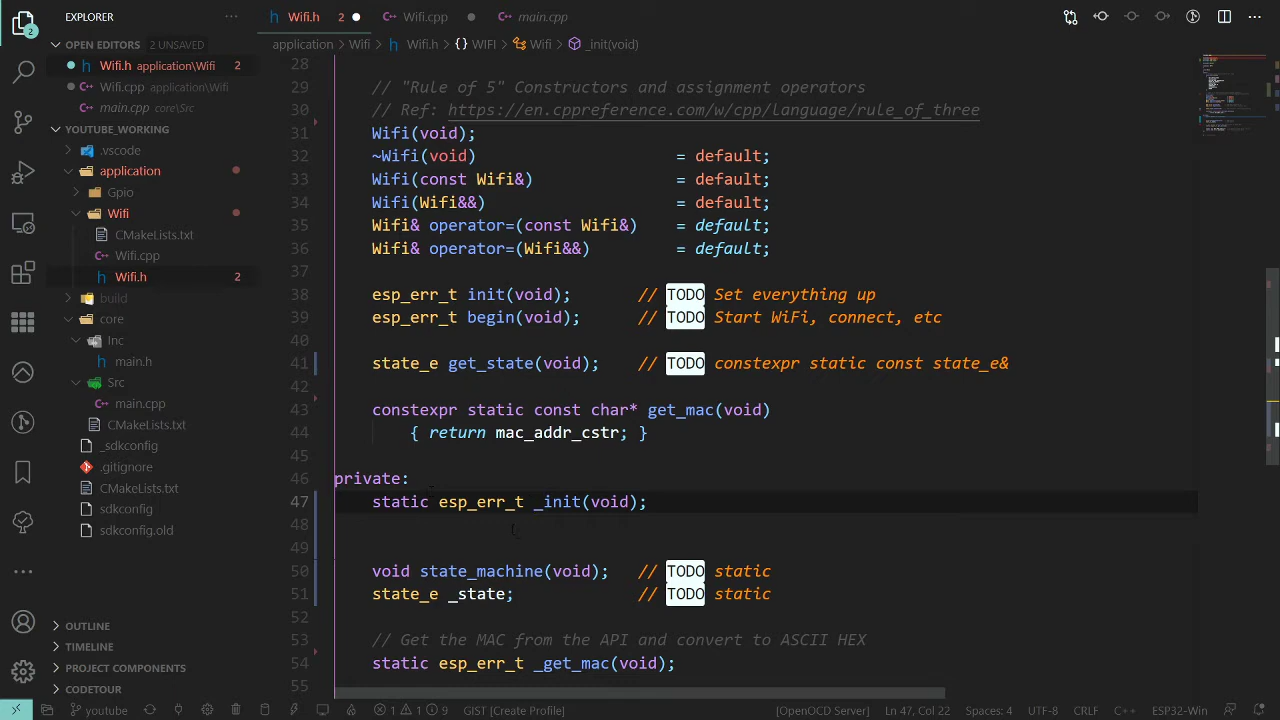 EXPLORER
OPEN EDITORS 2 UNSAVED
Wifi.h application\Wifi 2
Wifi.cpp application\Wifi
main.cpp core\Src
YOUTUBE_WORKING
.vscode
application
Gpio
Wifi
CMakeLists.txt
Wifi.cpp
Wifi.h 2
build
core
Inc
main.h
Src
main.cpp
CMakeLists.txt
_sdkconfig
.gitignore
CMakeLists.txt
sdkconfig
sdkconfig.old
OUTLINE
TIMELINE
PROJECT COMPONENTS
CODETOUR
Wifi.h 2 Wifi.cpp main.cpp
application > Wifi > Wifi.h > {} WIFI > Wifi > _init(void)
28
29 // "Rule of 5" Constructors and assignment operators
30 // Ref: https://en.cppreference.com/w/cpp/language/rule_of_three
31 Wifi(void);
32 ~Wifi(void) = default;
33 Wifi(const Wifi&) = default;
34 Wifi(Wifi&&) = default;
35 Wifi& operator=(const Wifi&) = default;
36 Wifi& operator=(Wifi&&) = default;
37
38 esp_err_t init(void); // TODO Set everything up
39 esp_err_t begin(void); // TODO Start WiFi, connect, etc
41 state_e get_state(void); // TODO constexpr static const state_e&
42
43 constexpr static const char* get_mac(void)
44 { return mac_addr_cstr; }
45
46 private:
47 static esp_err_t _init(void);
48
49
50 void state_machine(void); // TODO static
51 state_e _state; // TODO static
52
53 // Get the MAC from the API and convert to ASCII HEX
54 static esp_err_t _get_mac(void);
55
youtube 1 1 9 GIST [Create Profile] [OpenOCD Server] Ln 47, Col 22 Spaces: 4 UTF-8 CRLF C++ ESP32-Win